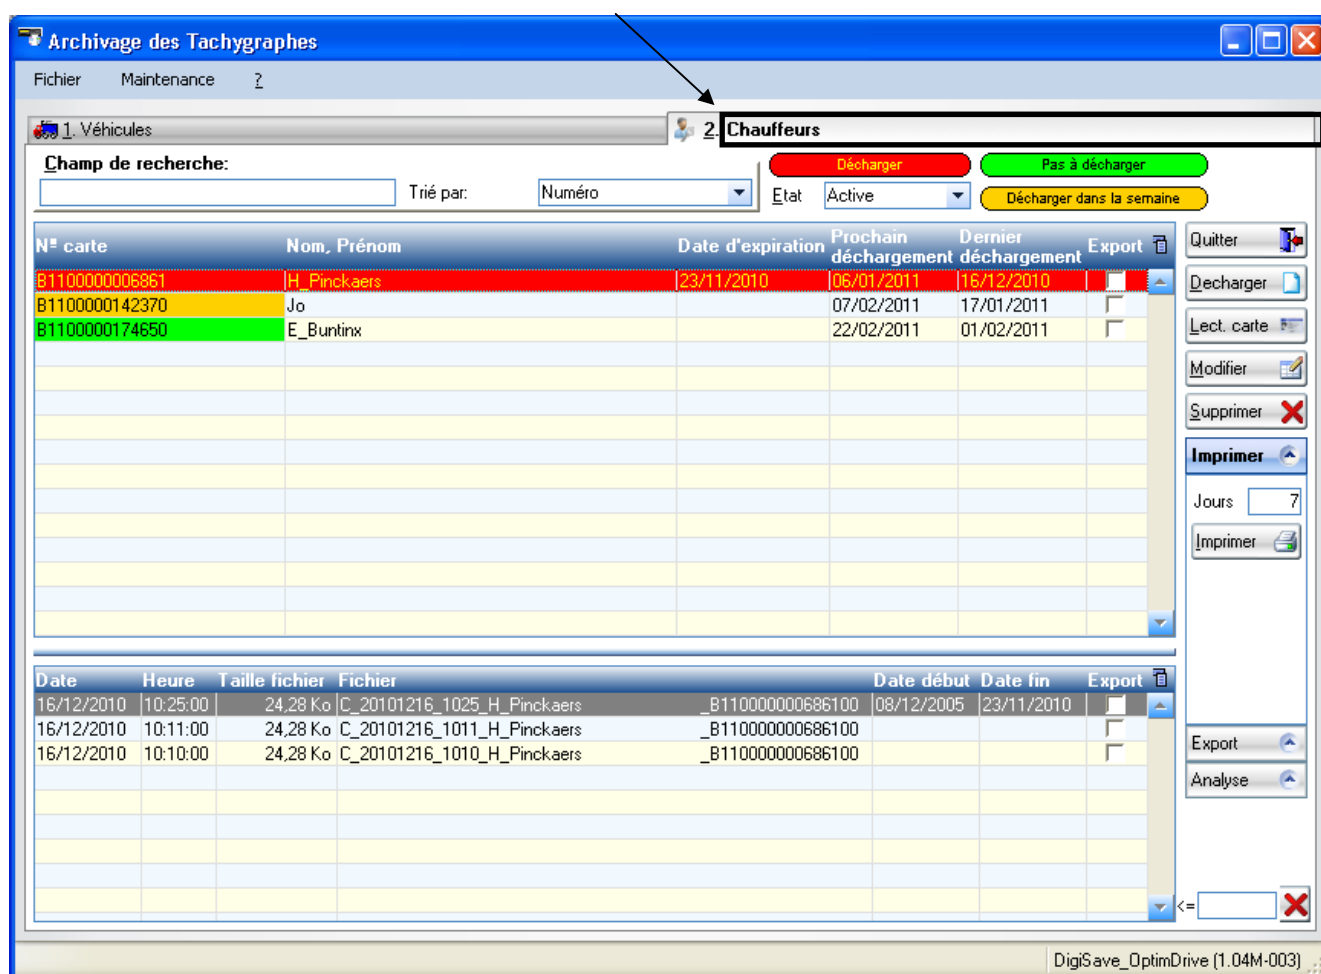 Archivage des Tachygraphes
Fichier Maintenance ?
1. Véhicules 2. Chauffeurs
Champ de recherche:
Trié par: Numéro
Décharger Pas à décharger
Etat Active Décharger dans la semaine
Nº carte Nom, Prénom Date d'expiration Prochain déchargement Dernier déchargement Export
B1100000006861 H_Pinckaers 23/11/2010 06/01/2011 16/12/2010
B1100000142370 Jo 07/02/2011 17/01/2011
B1100000174650 E_Buntinx 22/02/2011 01/02/2011
Quitter
Decharger
Lect. carte
Modifier
Supprimer
Imprimer
Jours 7
Imprimer
Date Heure Taille fichier Fichier Date début Date fin Export
16/12/2010 10:25:00 24,28 Ko C_20101216_1025_H_Pinckaers _B110000000686100 08/12/2005 23/11/2010
16/12/2010 10:11:00 24,28 Ko C_20101216_1011_H_Pinckaers _B110000000686100
16/12/2010 10:10:00 24,28 Ko C_20101216_1010_H_Pinckaers _B110000000686100
Export
Analyse
<=
DigiSave_OptimDrive (1.04M-003)